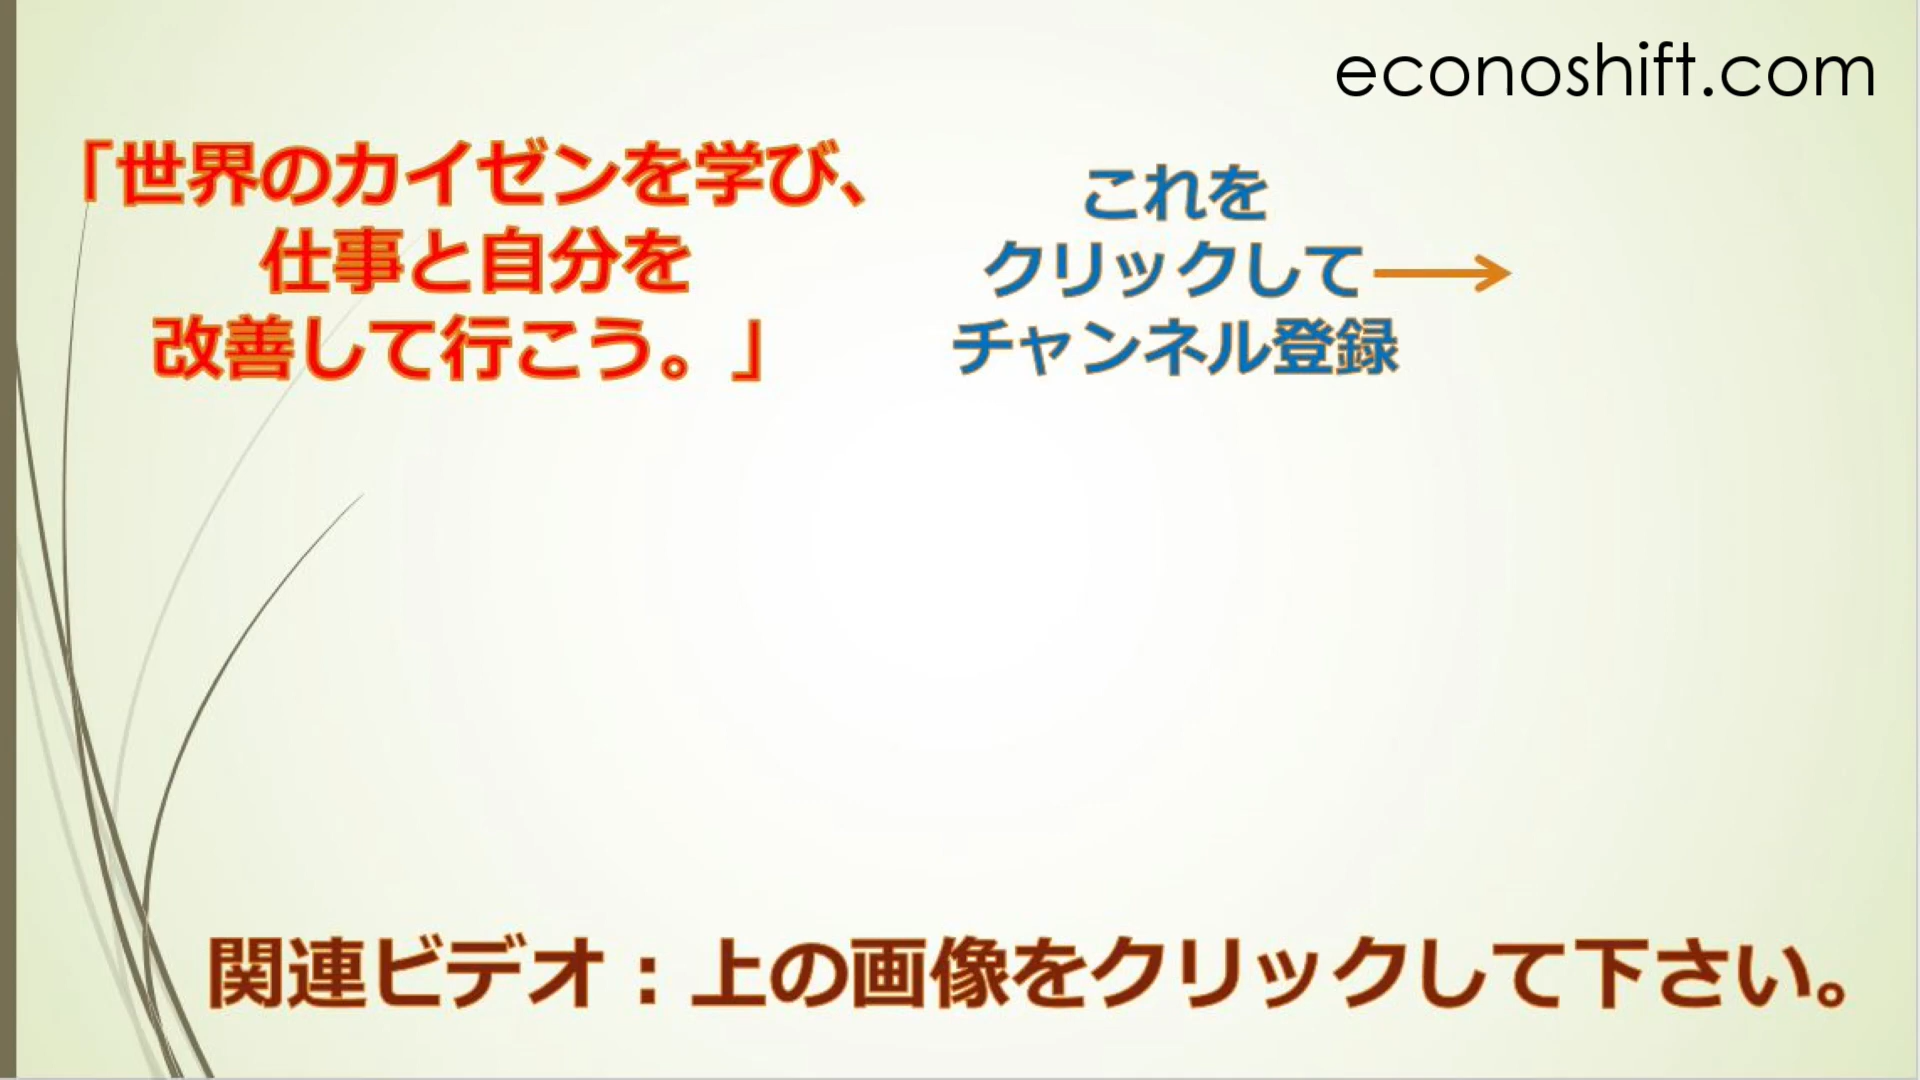 econoshift.com
「世界のカイゼンを学び、
仕事と自分を
改善して行こう。」
これを
クリックして
チャンネル登録
関連ビデオ：上の画像をクリックして下さい。